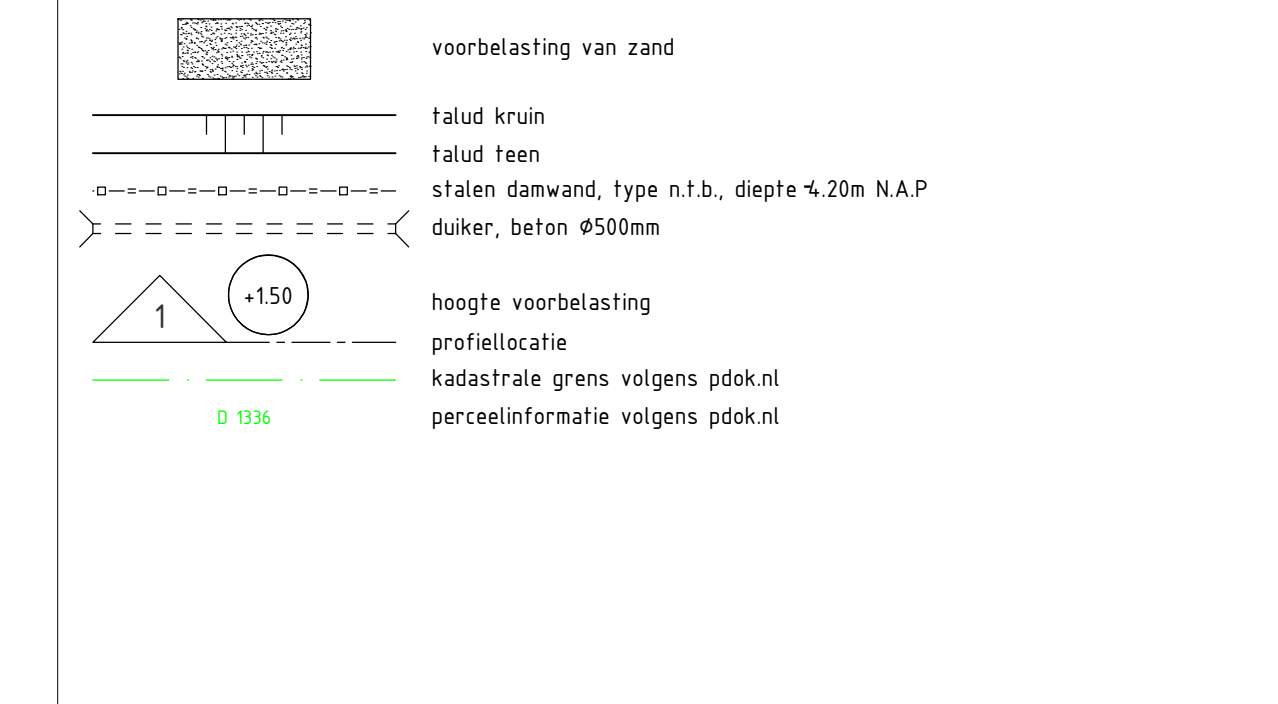 voorbelasting van zand
talud kruin
talud teen
stalen damwand, type n.t.b., diepte -4.20m N.A.P
duiker, beton Ø500mm
+1.50
1
hoogte voorbelasting
profiellocatie
kadastrale grens volgens pdok.nl
D 1336 perceelinformatie volgens pdok.nl